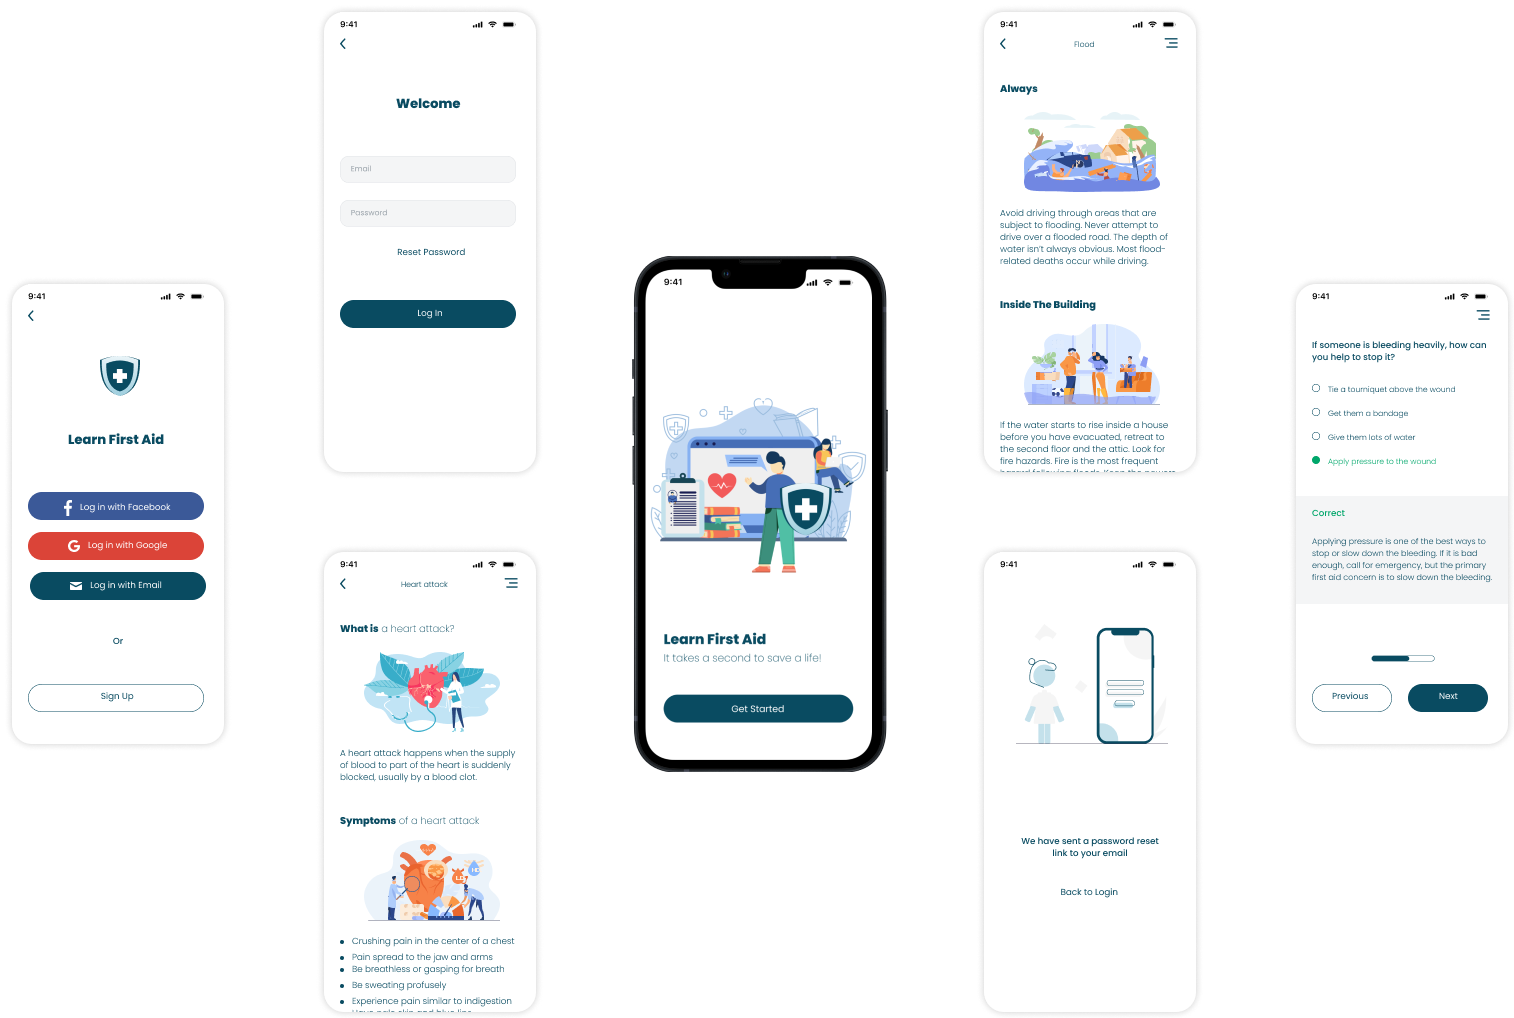 9:41
Learn First Aid
Log in with Facebook
Log in with Google
Log in with Email
Or
Sign Up
9:41
Welcome
Email
Password
Reset Password
Log In
9:41
Heart attack
What is a heart attack?
A heart attack happens when the supply
of blood to part of the heart is suddenly
blocked, usually by a blood clot.
Symptoms of a heart attack
Crushing pain in the center of a chest
Pain spread to the jaw and arms
Be breathless or gasping for breath
Be sweating profusely
Experience pain similar to indigestion
9:41
Learn First Aid
It takes a second to save a life!
Get Started
9:41
Flood
Always
Avoid driving through areas that are
subject to flooding. Never attempt to
drive over a flooded road. The depth of
water isn't always obvious. Most flood-
related deaths occur while driving.
Inside The Building
If the water starts to rise inside a house
before you have evacuated, retreat to
the second floor and the attic. Look for
fire hazards. Fire is the most frequent
9:41
We have sent a password reset
link to your email
Back to Login
9:41
If someone is bleeding heavily, how can
you help to stop it?
Tie a tourniquet above the wound
Get them a bandage
Give them lots of water
Apply pressure to the wound
Correct
Applying pressure is one of the best ways to
stop or slow down the bleeding. If it is bad
enough, call for emergency, but the primary
first aid concern is to slow down the bleeding.
Previous
Next